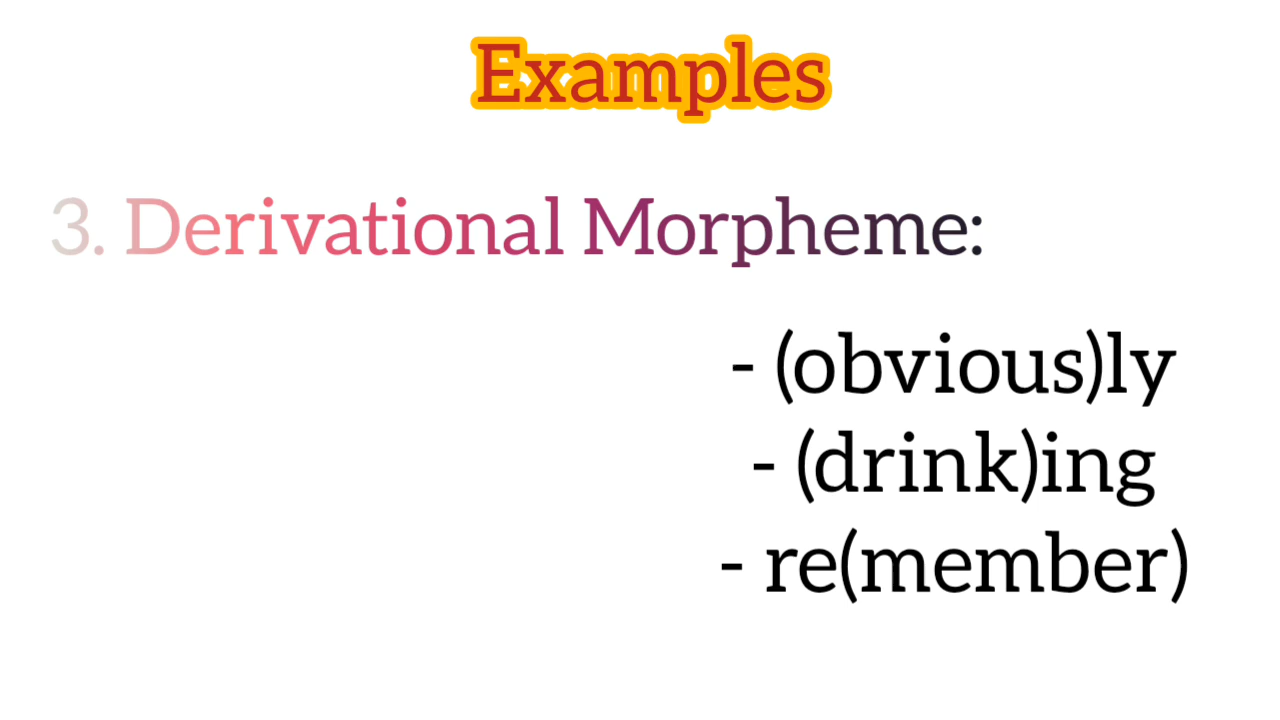 Examples
3. Derivational Morpheme:
- (obvious)ly
- (drink)ing
- re(member)